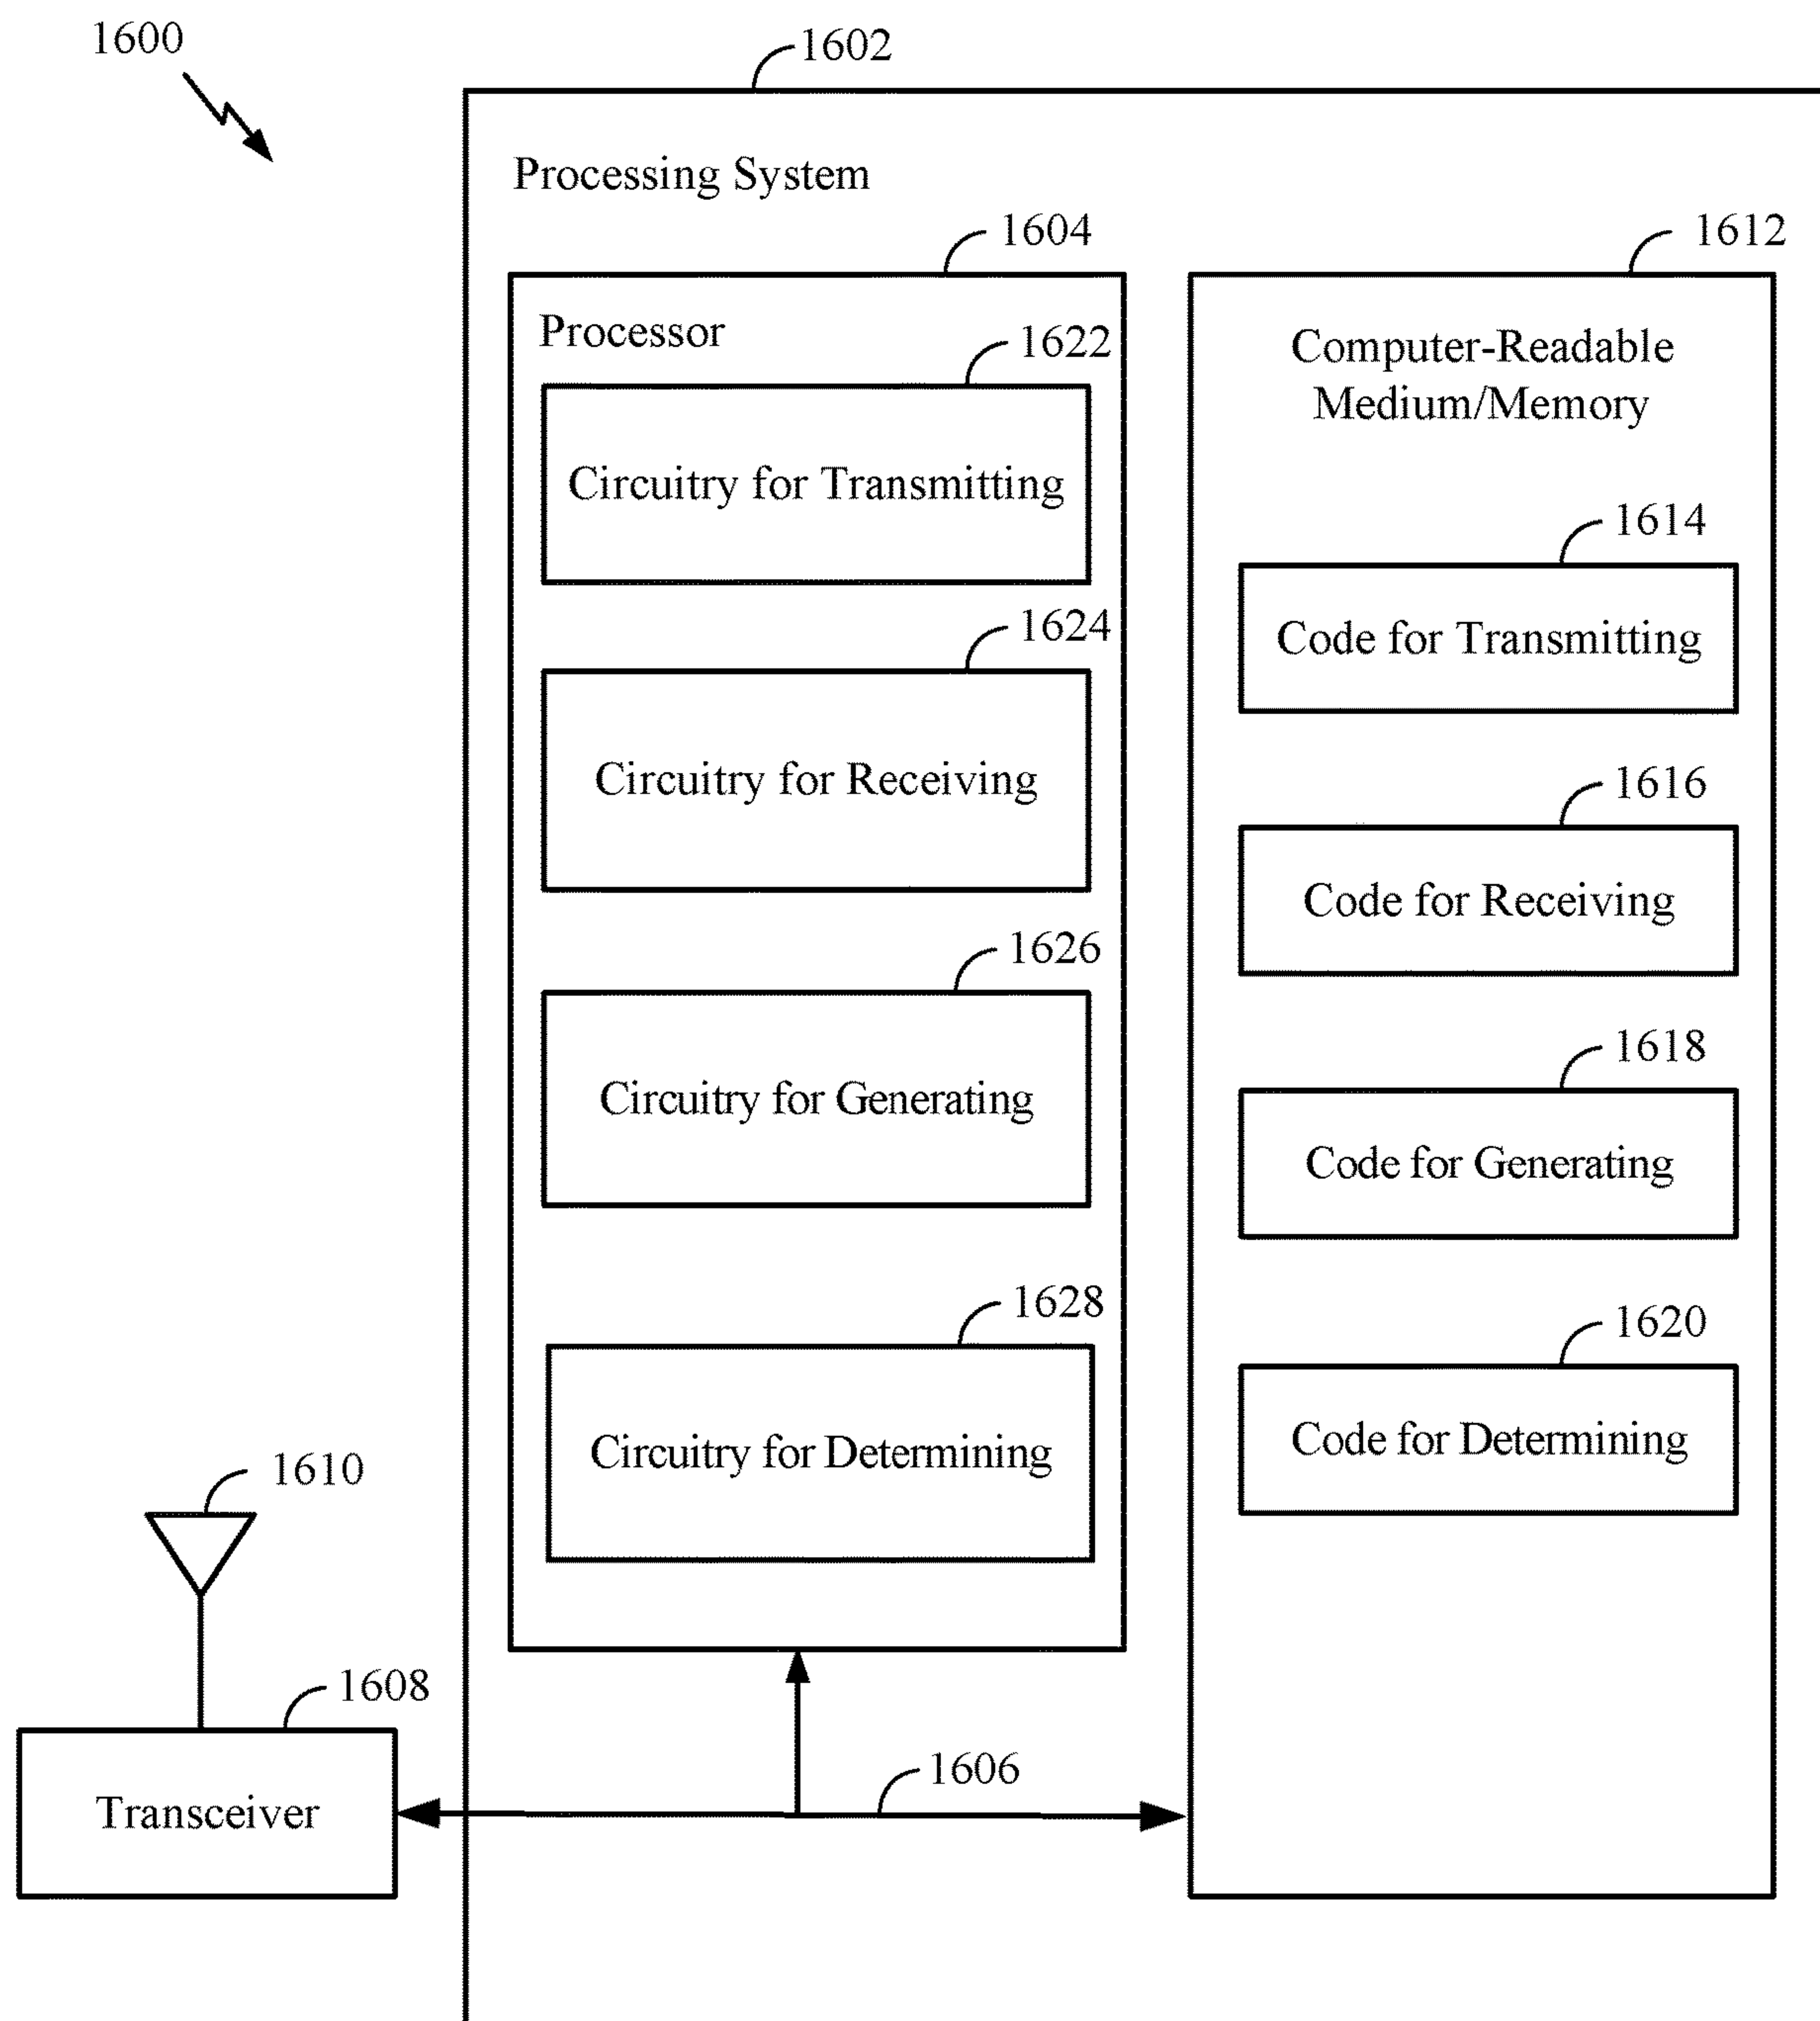 1600
1602
Processing System
1604
1612
Processor
1622
Computer-Readable
Medium/Memory
Circuitry for Transmitting
1614
Code for Transmitting
1624
Circuitry for Receiving
1616
Code for Receiving
1626
Circuitry for Generating
1618
Code for Generating
1628
Circuitry for Determining
1620
Code for Determining
1610
1608
Transceiver
1606